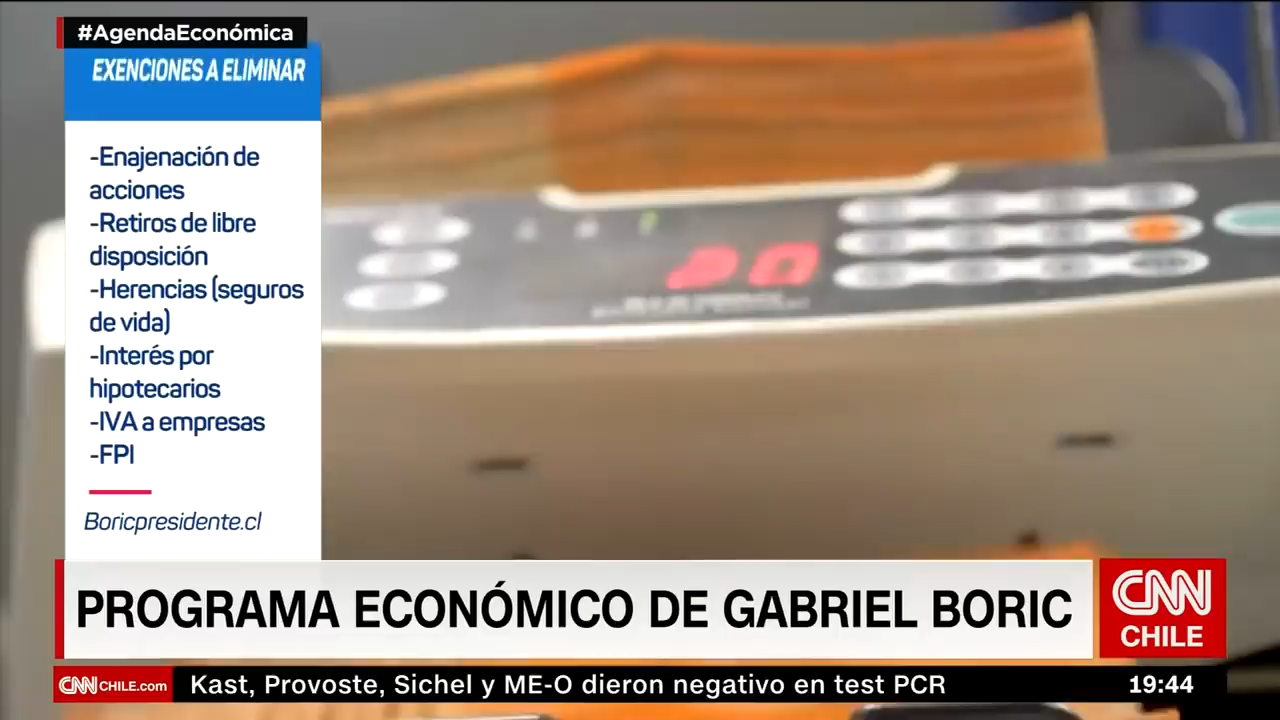 #AgendaEconómica
EXENCIONES A ELIMINAR
-Enajenación de
acciones
-Retiros de libre
disposición
-Herencias (seguros
de vida)
-Interés por
hipotecarios
-IVA a empresas
-FPI
Boricpresidente.cl
PROGRAMA ECONÓMICO DE GABRIEL BORIC
CNN
CHILE
CNNCHILE.com
Kast, Provoste, Sichel y ME-O dieron negativo en test PCR
19:44